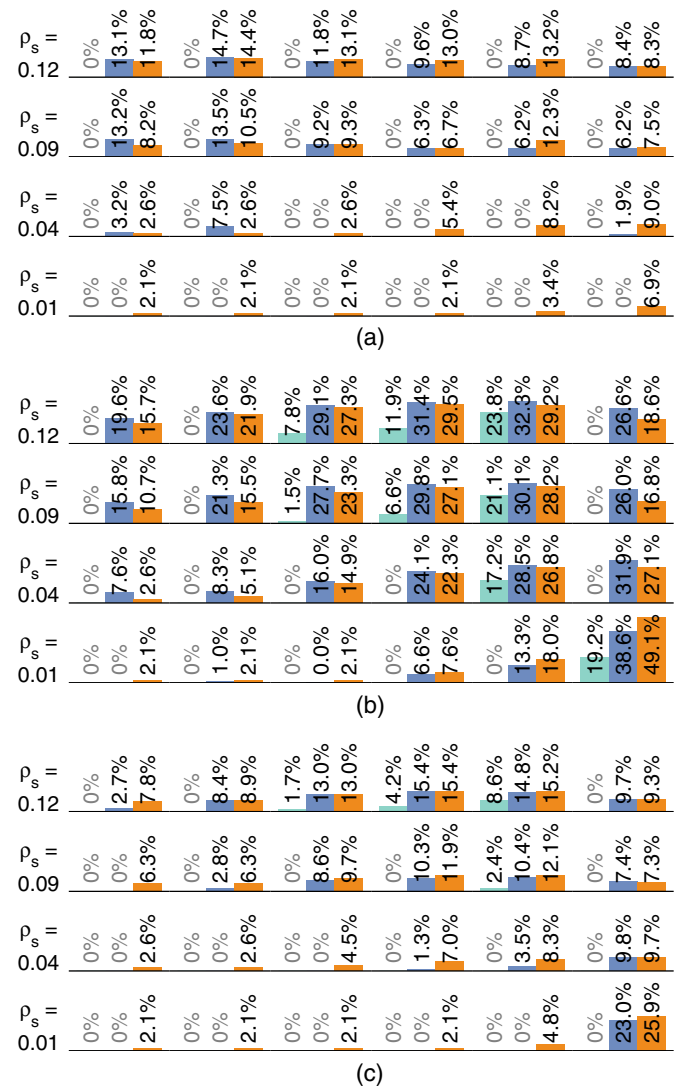 ρs =
0.12
0% 13.1% 11.8% 0% 14.7% 14.4% 0% 11.8% 13.1% 0% 9.6% 13.0% 0% 8.7% 13.2% 0% 8.4% 8.3%
ρs =
0.09
0% 13.2% 8.2% 0% 13.5% 10.5% 0% 9.2% 9.3% 0% 6.3% 6.7% 0% 6.2% 12.3% 0% 6.2% 7.5%
ρs =
0.04
0% 3.2% 2.6% 0% 7.5% 2.6% 0% 0% 2.6% 0% 0% 5.4% 0% 0% 8.2% 0% 1.9% 9.0%
ρs =
0.01
0% 0% 2.1% 0% 0% 2.1% 0% 0% 2.1% 0% 0% 2.1% 0% 0% 3.4% 0% 0% 6.9%
(a)
ρs =
0.12
0% 19.6% 15.7% 0% 23.6% 21.9% 7.8% 29.1% 27.3% 11.9% 31.4% 29.5% 23.8% 32.3% 29.2% 0% 26.6% 18.6%
ρs =
0.09
0% 15.8% 10.7% 0% 21.3% 15.5% 1.5% 27.7% 23.3% 6.6% 29.8% 27.1% 21.1% 30.1% 28.2% 0% 26.0% 16.8%
ρs =
0.04
0% 7.6% 2.6% 0% 8.3% 5.1% 0% 16.0% 14.9% 0% 24.1% 22.3% 17.2% 28.5% 26.8% 0% 31.9% 27.1%
ρs =
0.01
0% 0% 2.1% 0% 1.0% 2.1% 0% 0.0% 2.1% 0% 6.6% 7.6% 0% 13.3% 18.0% 19.2% 38.6% 49.1%
(b)
ρs =
0.12
0% 2.7% 7.8% 0% 8.4% 8.9% 1.7% 13.0% 13.0% 4.2% 15.4% 15.4% 8.6% 14.8% 15.2% 0% 9.7% 9.3%
ρs =
0.09
0% 0% 6.3% 0% 2.8% 6.3% 0% 8.6% 9.7% 0% 10.3% 11.9% 2.4% 10.4% 12.1% 0% 7.4% 7.3%
ρs =
0.04
0% 0% 2.6% 0% 0% 2.6% 0% 0% 4.5% 0% 1.3% 7.0% 0% 3.5% 8.3% 0% 9.8% 9.7%
ρs =
0.01
0% 0% 2.1% 0% 0% 2.1% 0% 0% 2.1% 0% 0% 2.1% 0% 0% 4.8% 0% 23.0% 25.9%
(c)